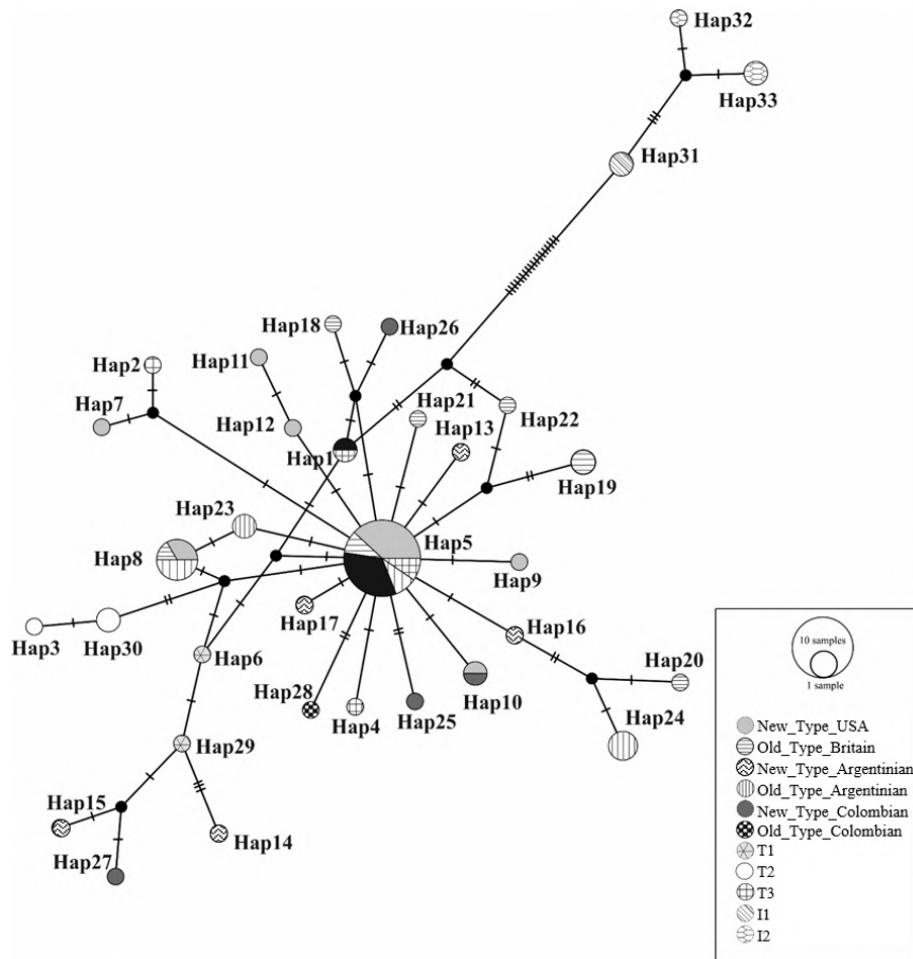 Hap32
Hap33
Hap31
Hap18
Hap26
Hap11
Hap2
Hap7
Hap12
Hap21
Hap13
Hap22
Hap1
Hap19
Hap23
Hap5
Hap8
Hap9
Hap17
Hap16
Hap3
Hap30
Hap6
Hap20
Hap28
Hap4
Hap25
Hap10
Hap24
Hap29
Hap15
Hap14
Hap27
10 samples
1 sample
New_Type_USA
Old_Type_Britain
New_Type_Argentinian
Old_Type_Argentinian
New_Type_Colombian
Old_Type_Colombian
T1
T2
T3
I1
I2